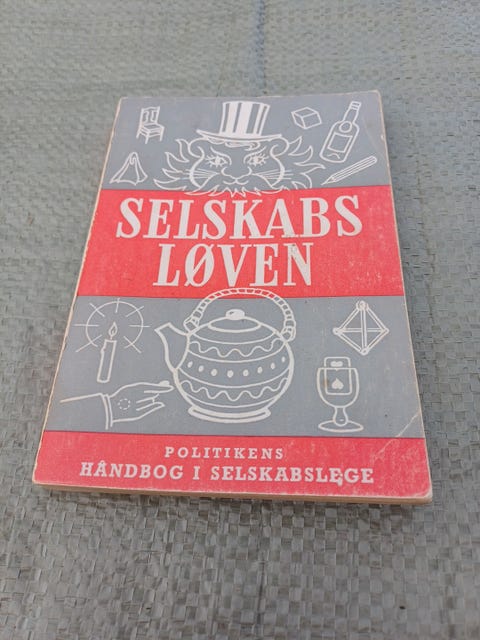 SELSKABS
LØVEN
POLITIKENS
HÅNDBOG I SELSKABSLEGE